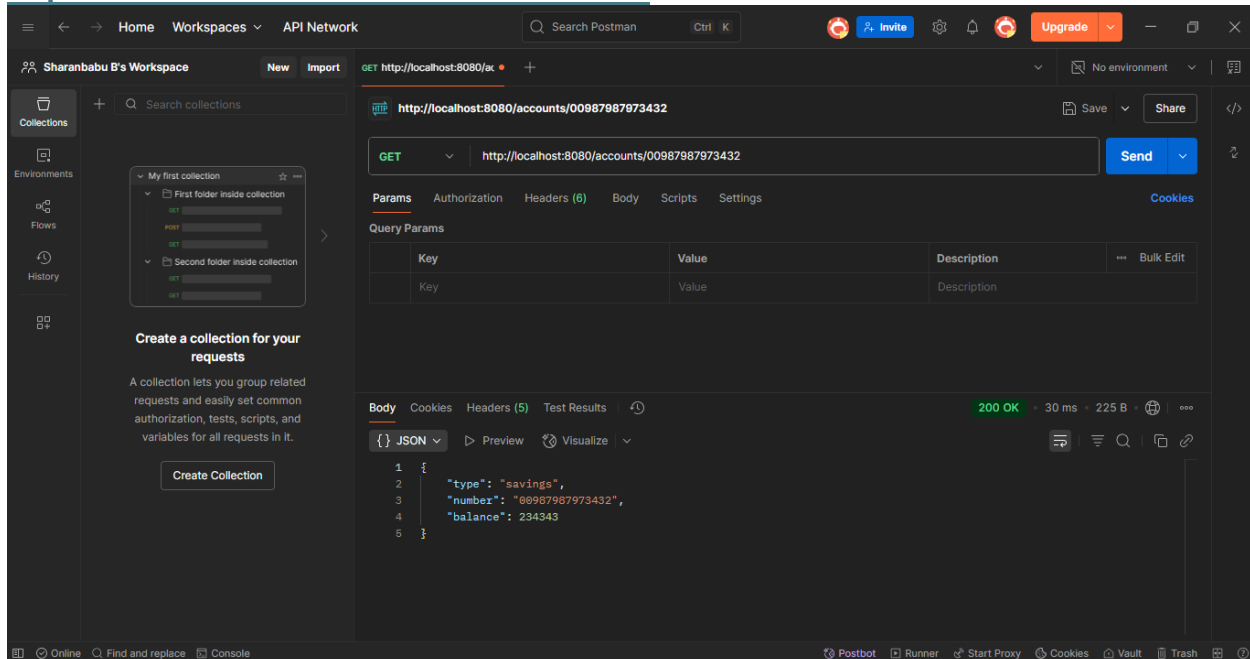 Home Workspaces API Network Search Postman Ctrl K Invite Upgrade
Sharanbabu B's Workspace New Import GET http://localhost:8080/ac + No environment
Collections
Environments
Flows
History
Search collections
My first collection
First folder inside collection
GET
POST
GET
Second folder inside collection
GET
GET
Create a collection for your
requests
A collection lets you group related
requests and easily set common
authorization, tests, scripts, and
variables for all requests in it.
Create Collection
HTTP http://localhost:8080/accounts/00987987973432 Save Share
GET http://localhost:8080/accounts/00987987973432 Send
Params Authorization Headers (6) Body Scripts Settings Cookies
Query Params
Key Value Description Bulk Edit
Key Value Description
Body Cookies Headers (5) Test Results 200 OK 30 ms 225 B
{} JSON Preview Visualize
1 {
2 "type": "savings",
3 "number": "00987987973432",
4 "balance": 234343
5 }
Online Find and replace Console Postbot Runner Start Proxy Cookies Vault Trash